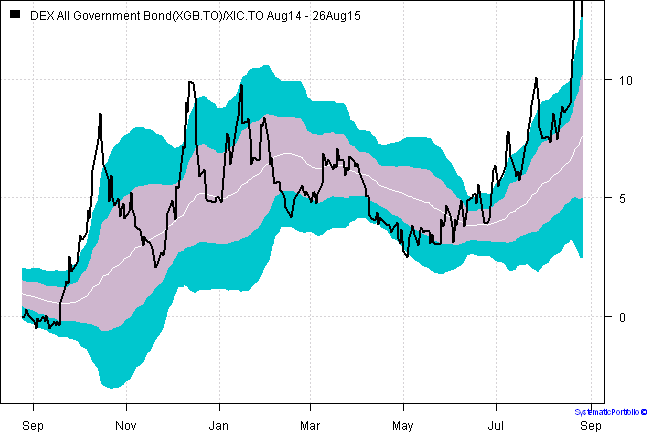 DEX All Government Bond(XGB.TO)/XIC.TO Aug14 - 26Aug15
10
5
0
SystematicPortfolio ©
Sep Nov Jan Mar May Jul Sep